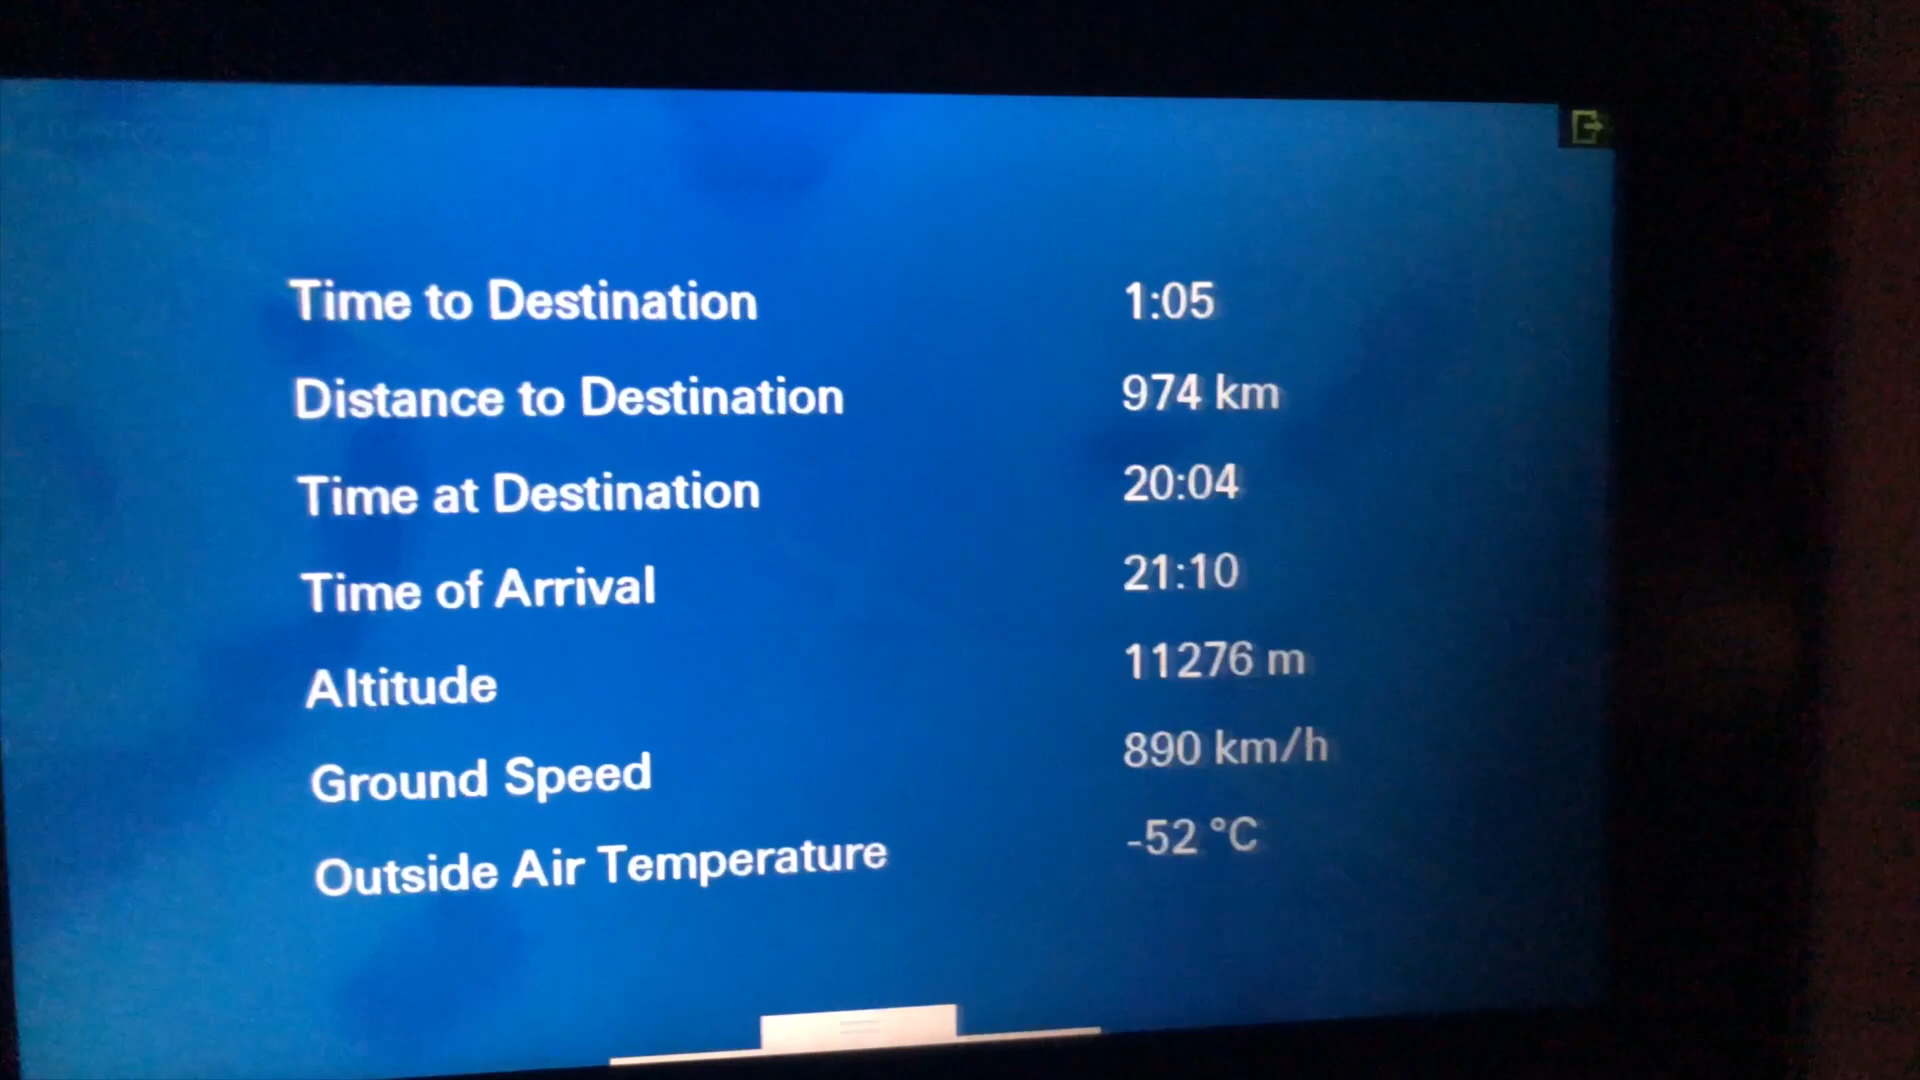 Time to Destination 1:05
Distance to Destination 974 km
Time at Destination 20:04
Time of Arrival 21:10
Altitude 11276 m
Ground Speed 890 km/h
Outside Air Temperature -52 °C